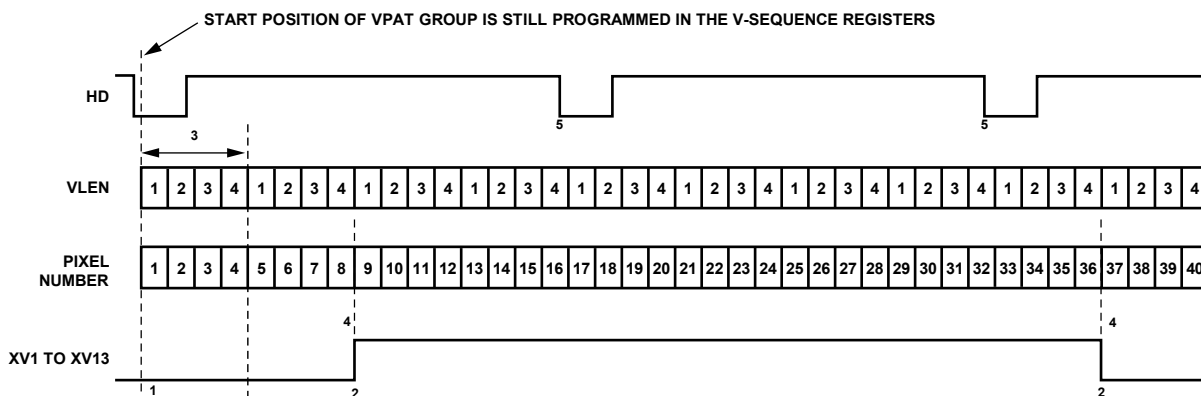 START POSITION OF VPAT GROUP IS STILL PROGRAMMED IN THE V-SEQUENCE REGISTERS
HD
5
5
3
VLEN
1 2 3 4 1 2 3 4 1 2 3 4 1 2 3 4 1 2 3 4 1 2 3 4 1 2 3 4 1 2 3 4 1 2 3 4 1 2 3 4
PIXEL
NUMBER
1 2 3 4 5 6 7 8 9 10 11 12 13 14 15 16 17 18 19 20 21 22 23 24 25 26 27 28 29 30 31 32 33 34 35 36 37 38 39 40
4
4
XV1 TO XV13
1
2
2